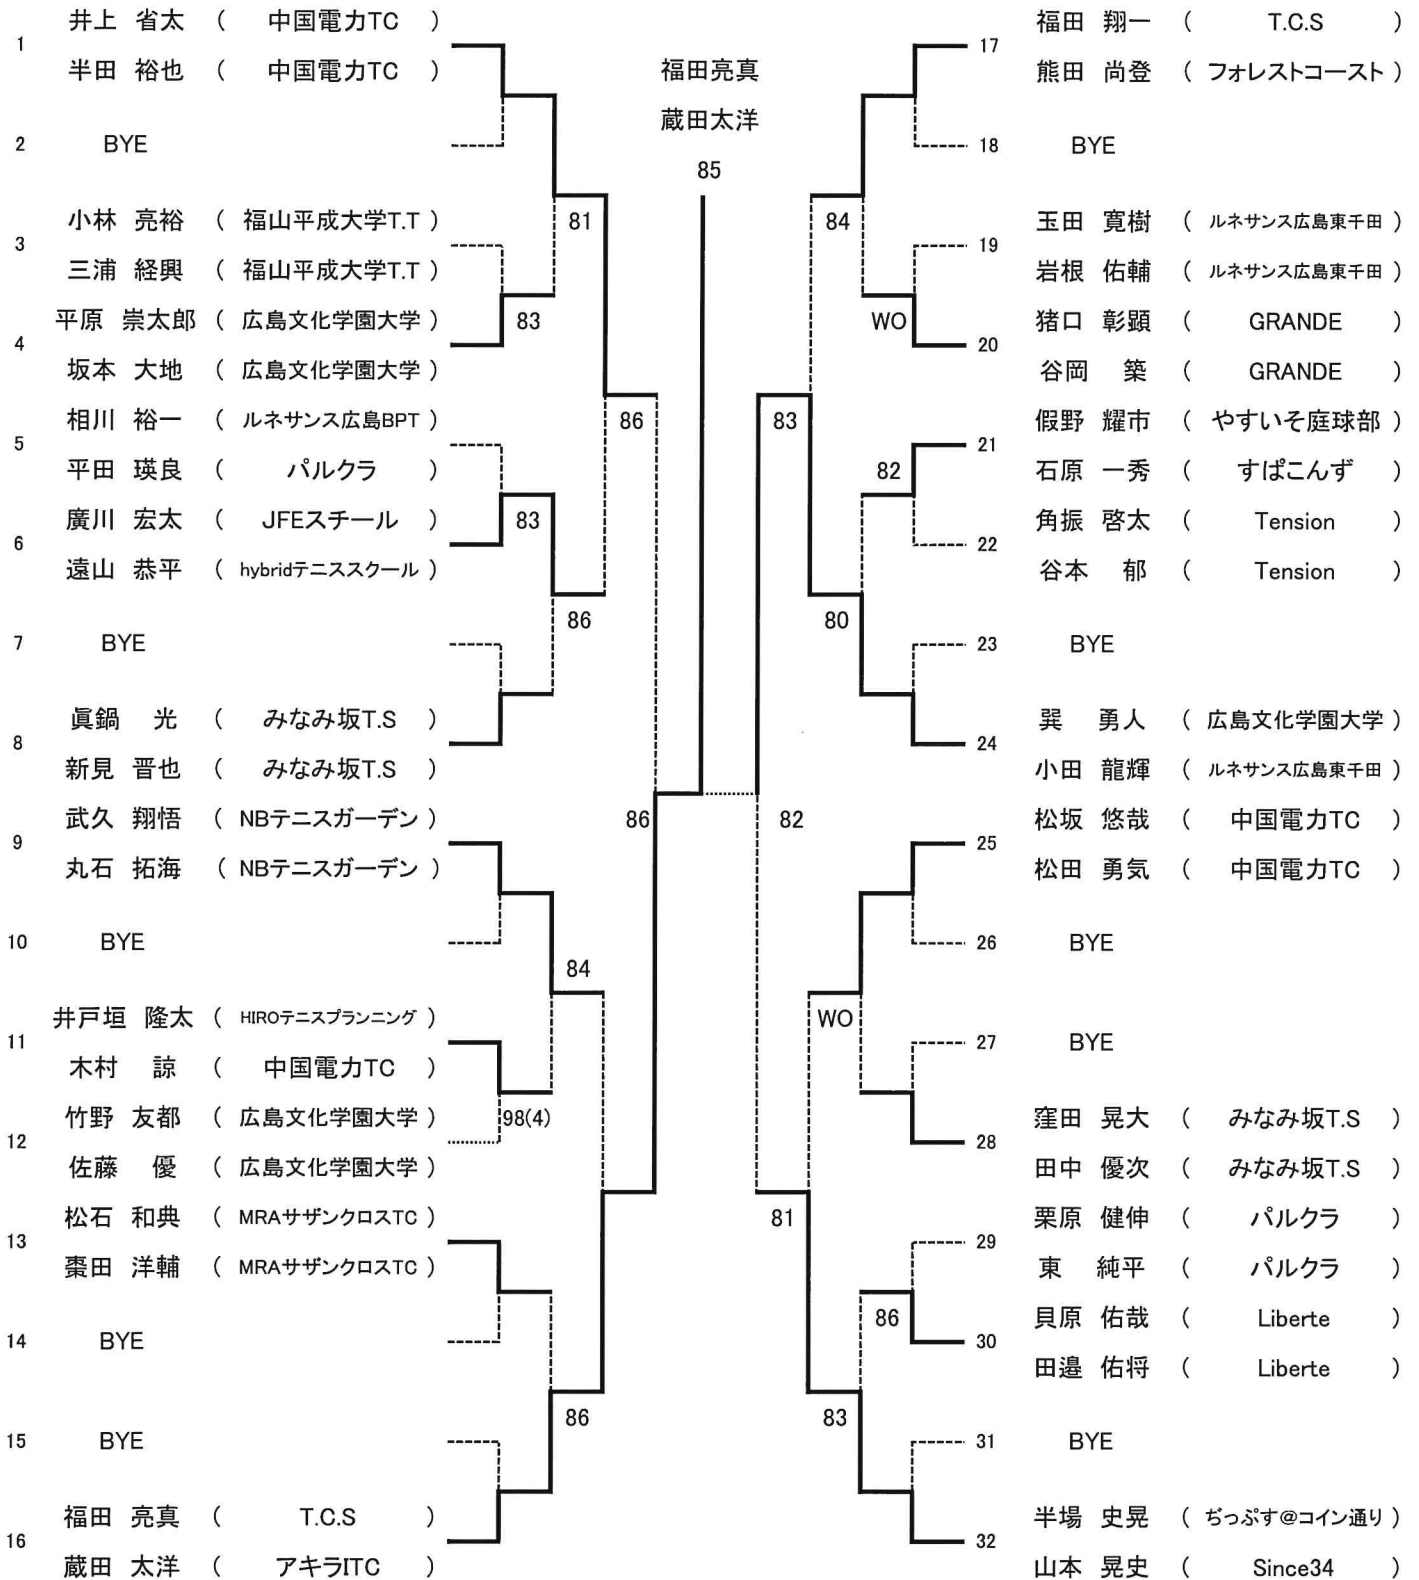 井上 省太 ( 中国電力TC )
1
半田 裕也 ( 中国電力TC )
2 BYE
小林 亮裕 ( 福山平成大学T.T )
3
三浦 経興 ( 福山平成大学T.T )
平原 崇太郎 ( 広島文化学園大学 )
4
坂本 大地 ( 広島文化学園大学 )
相川 裕一 ( ルネサンス広島BPT )
5
平田 瑛良 ( パルクラ )
廣川 宏太 ( JFEスチール )
6
遠山 恭平 ( hybridテニススクール )
7 BYE
眞鍋 光 ( みなみ坂T.S )
8
新見 晋也 ( みなみ坂T.S )
武久 翔悟 ( NBテニスガーデン )
9
丸石 拓海 ( NBテニスガーデン )
10 BYE
井戸垣 隆太 ( HIROテニスプランニング )
11
木村 諒 ( 中国電力TC )
竹野 友都 ( 広島文化学園大学 )
12
佐藤 優 ( 広島文化学園大学 )
松石 和典 ( MRAサザンクロスTC )
13
棗田 洋輔 ( MRAサザンクロスTC )
14 BYE
15 BYE
福田 亮真 ( T.C.S )
16
蔵田 太洋 ( アキラITC )
81
83
86
83
86
86
84
98(4)
86
福田亮真
蔵田太洋
85
84
WO
83
82
80
82
WO
81
86
83
福田 翔一 ( T.C.S )
17
熊田 尚登 ( フォレストコースト )
18 BYE
玉田 寛樹 ( ルネサンス広島東千田 )
19
岩根 佑輔 ( ルネサンス広島東千田 )
猪口 彰顕 ( GRANDE )
20
谷岡 築 ( GRANDE )
假野 耀市 ( やすいそ庭球部 )
21
石原 一秀 ( すぱこんず )
角振 啓太 ( Tension )
22
谷本 郁 ( Tension )
23 BYE
巽 勇人 ( 広島文化学園大学 )
24
小田 龍輝 ( ルネサンス広島東千田 )
松坂 悠哉 ( 中国電力TC )
25
松田 勇気 ( 中国電力TC )
26 BYE
27 BYE
窪田 晃大 ( みなみ坂T.S )
28
田中 優次 ( みなみ坂T.S )
栗原 健伸 ( パルクラ )
29
東 純平 ( パルクラ )
貝原 佑哉 ( Liberte )
30
田邉 佑将 ( Liberte )
31 BYE
半場 史晃 ( ぢっぷす@コイン通り )
32
山本 晃史 ( Since34 )